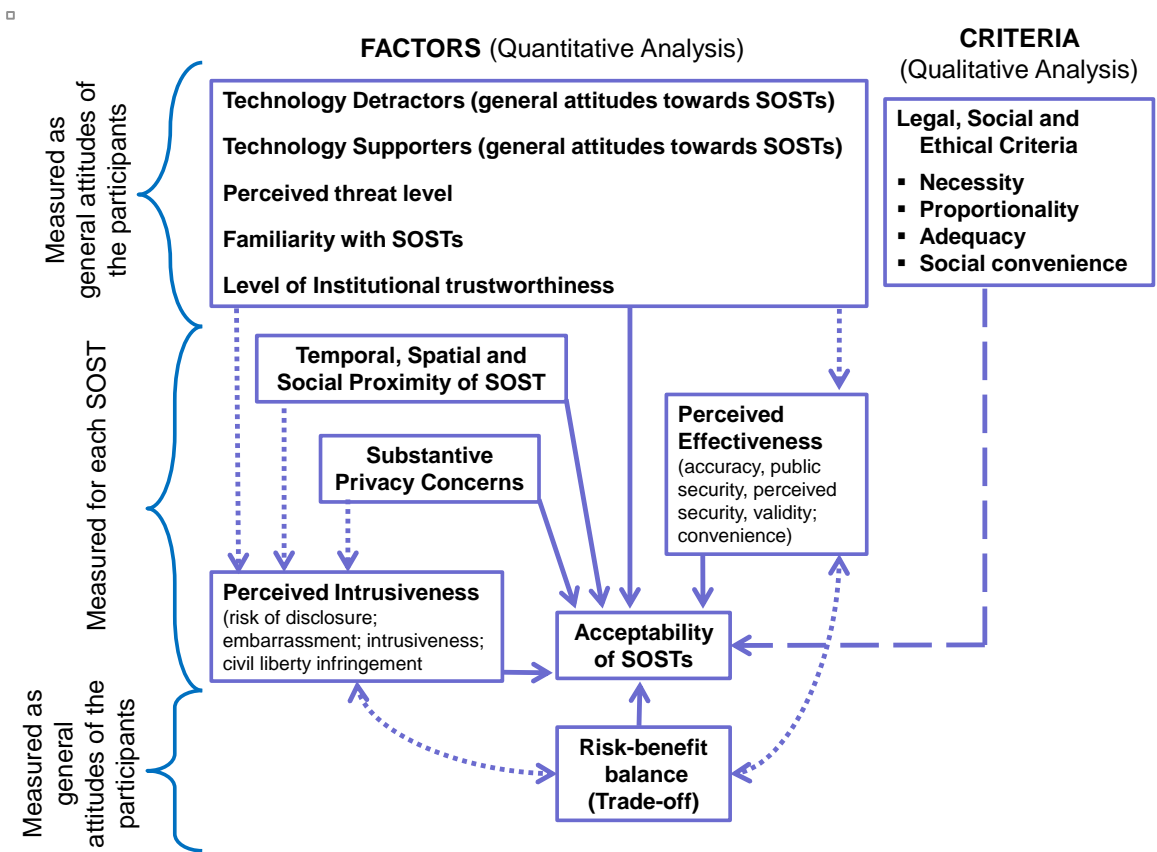 FACTORS (Quantitative Analysis)
CRITERIA
(Qualitative Analysis)
Measured as
general attitudes of
the participants
Technology Detractors (general attitudes towards SOSTs)
Technology Supporters (general attitudes towards SOSTs)
Perceived threat level
Familiarity with SOSTs
Level of Institutional trustworthiness
Legal, Social and
Ethical Criteria
▪ Necessity
▪ Proportionality
▪ Adequacy
▪ Social convenience
Measured for each SOST
Temporal, Spatial and
Social Proximity of SOST
Substantive
Privacy Concerns
Perceived
Effectiveness
(accuracy, public
security, perceived
security, validity;
convenience)
Perceived Intrusiveness
(risk of disclosure;
embarrassment; intrusiveness;
civil liberty infringement
Acceptability
of SOSTs
Measured as
general
attitudes of the
participants
Risk-benefit
balance
(Trade-off)